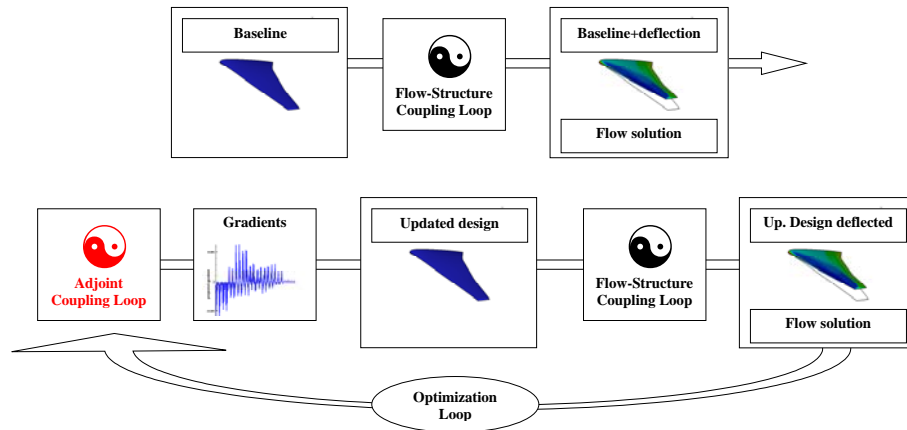 Baseline
Flow-Structure
Coupling Loop
Baseline+deflection
Flow solution
Adjoint
Coupling Loop
Gradients
Updated design
Flow-Structure
Coupling Loop
Up. Design deflected
Flow solution
Optimization
Loop